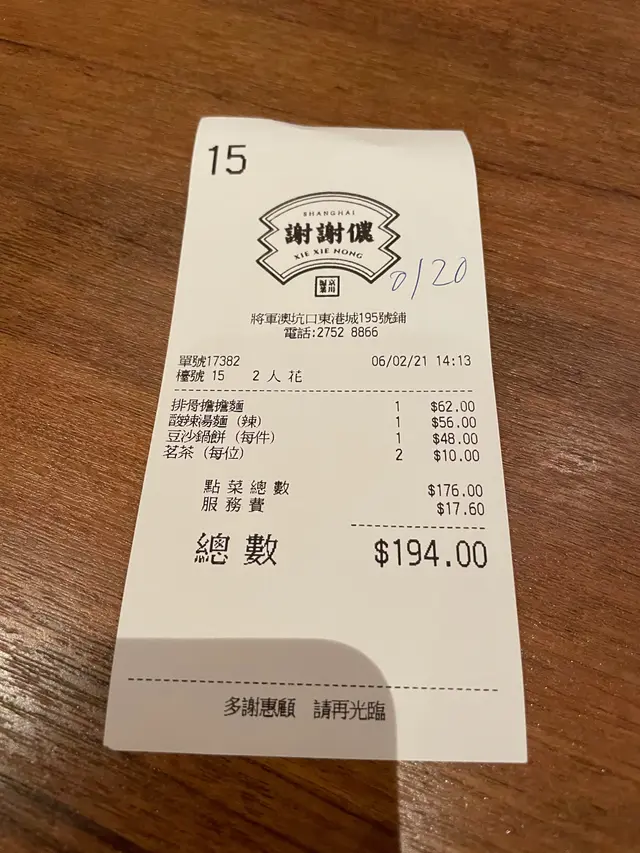 15
SHANGHAI
謝謝儂
XIE XIE NONG
0/20
將軍澳坑口東港城195號鋪
電話:2752 8866
單號17382 06/02/21 14:13
檯號 15 2 人 花
排骨擔擔麵 1 $62.00
酸辣湯麵 (辣) 1 $56.00
豆沙鍋餅 (每件) 1 $48.00
茗茶 (每位) 2 $10.00
點菜總數 $176.00
服務費 $17.60
總數 $194.00
多謝惠顧 請再光臨